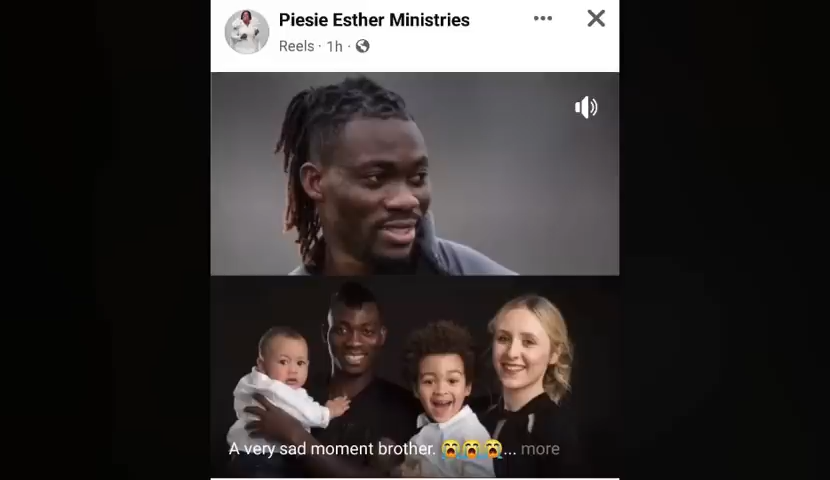 Piesie Esther Ministries
Reels · 1h ·
A very sad moment brother. 😭😭😭... more